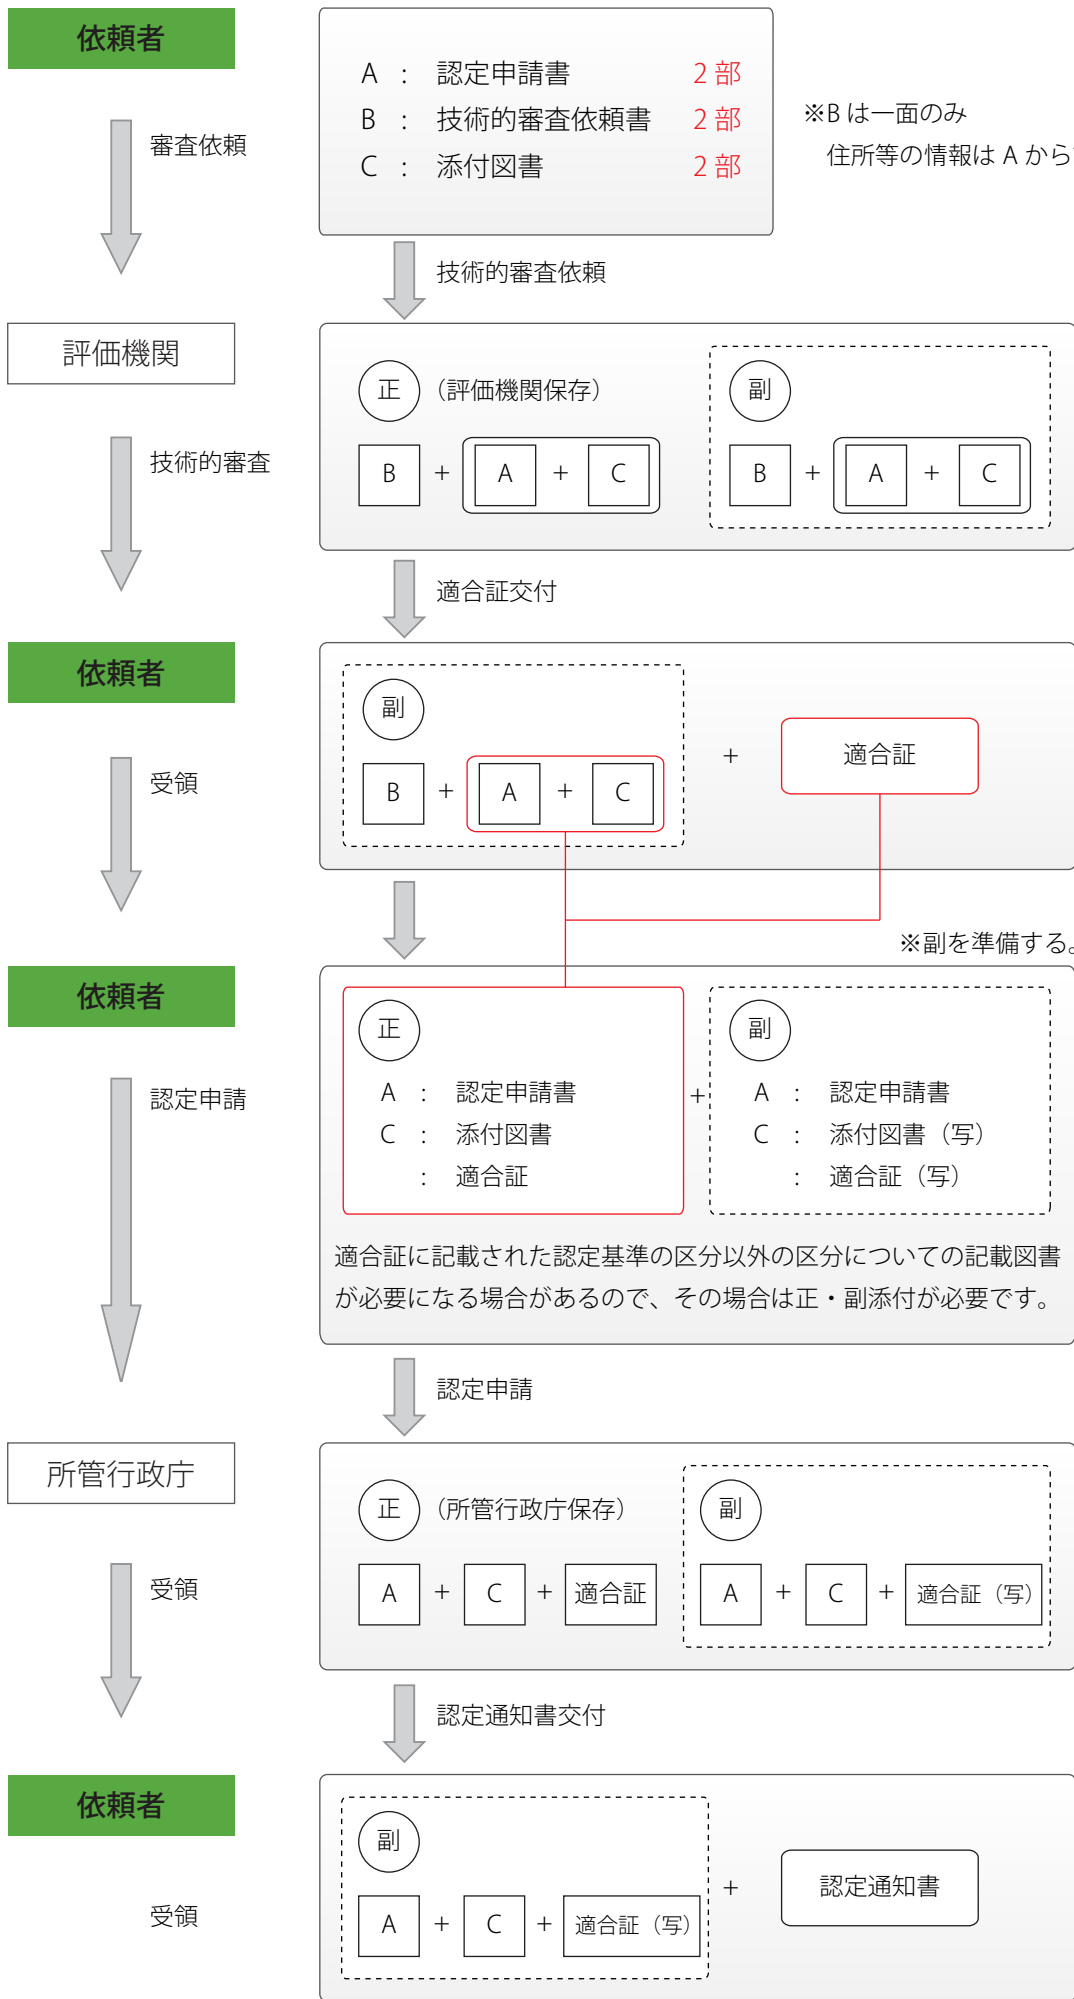 依頼者
A : 認定申請書 2 部
B : 技術的審査依頼書 2 部
C : 添付図書 2 部
※B は一面のみ
住所等の情報は A から
審査依頼
技術的審査依頼
評価機関
正 （評価機関保存）
副
B + A + C
B + A + C
技術的審査
適合証交付
依頼者
副
B + A + C
+ 適合証
受領
※副を準備する。
依頼者
正
A : 認定申請書
C : 添付図書
: 適合証
+
副
A : 認定申請書
C : 添付図書（写）
: 適合証（写）
認定申請
適合証に記載された認定基準の区分以外の区分についての記載図書
が必要になる場合があるので、その場合は正・副添付が必要です。
認定申請
所管行政庁
正 （所管行政庁保存）
副
A + C + 適合証
A + C + 適合証（写）
受領
認定通知書交付
依頼者
副
A + C + 適合証（写）
+ 認定通知書
受領